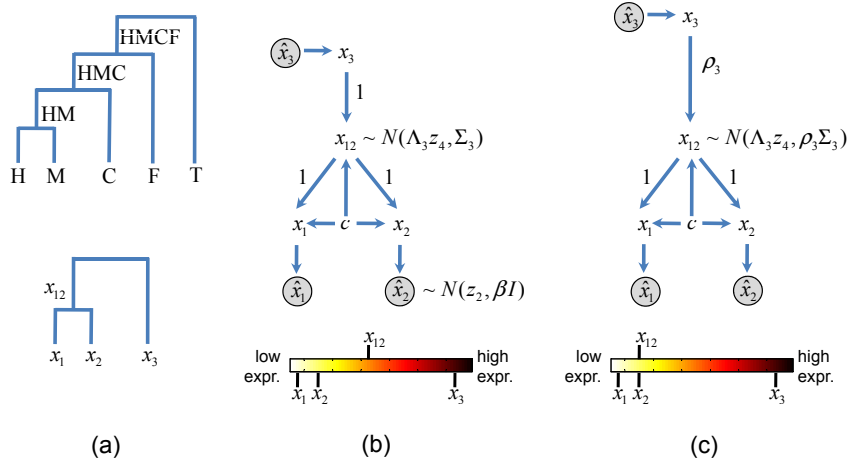 HMCF
HMC
HM
H M C F T
x₁₂
x₁ x₂ x₃
(a)
x̂₃ x₃
1
x₁₂ ~ N(Λ₃z₄, Σ₃)
1 1
x₁ c x₂
x̂₁ x̂₂ ~ N(z₂, βI)
x₁₂
low expr. high expr.
x₁ x₂ x₃
(b)
x̂₃ x₃
ρ₃
x₁₂ ~ N(Λ₃z₄, ρ₃Σ₃)
1 1
x₁ c x₂
x̂₁ x̂₂
x₁₂
low expr. high expr.
x₁ x₂ x₃
(c)